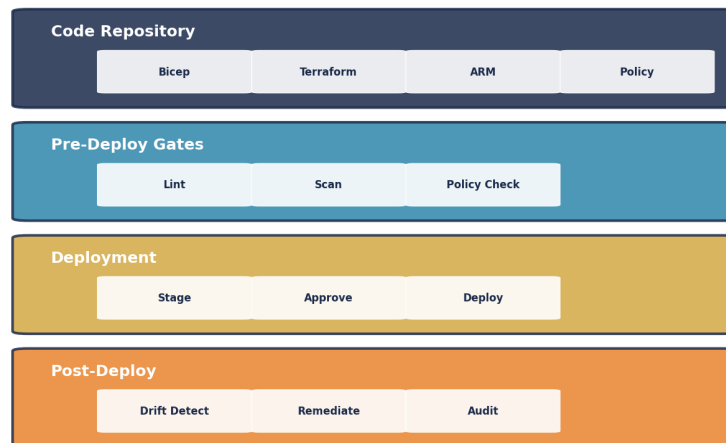 Code Repository
Bicep Terraform ARM Policy
Pre-Deploy Gates
Lint Scan Policy Check
Deployment
Stage Approve Deploy
Post-Deploy
Drift Detect Remediate Audit